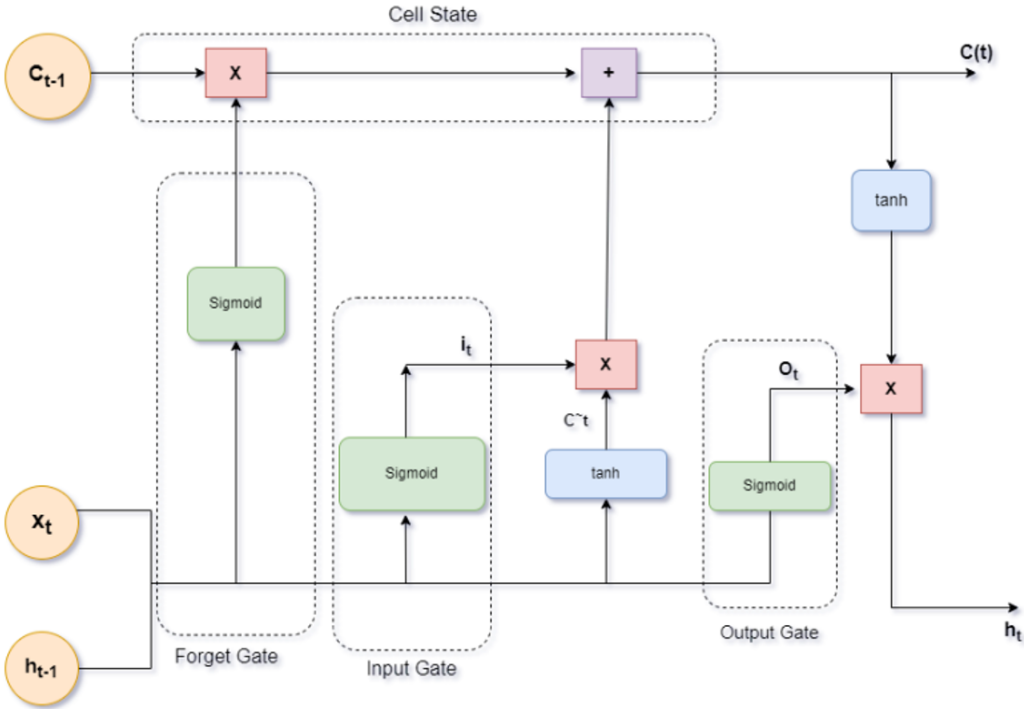 Cell State
C(t)
Ct-1
X
+
tanh
Sigmoid
it
X
Ot
X
C~t
Sigmoid
tanh
Sigmoid
xt
ht-1
Output Gate
ht
Forget Gate
Input Gate